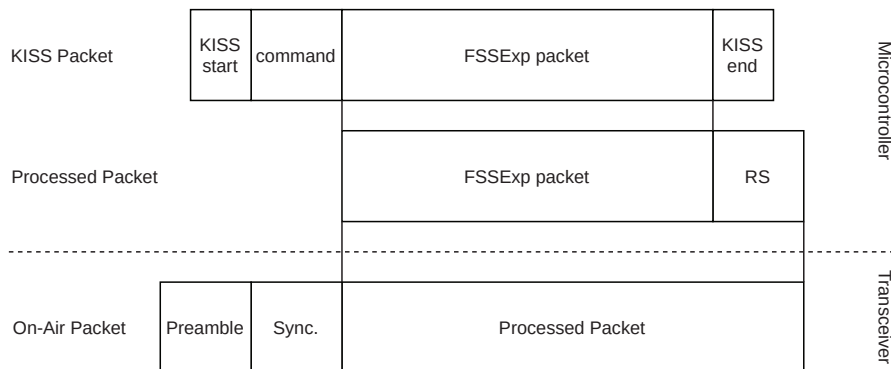 KISS Packet
KISS
start
command
FSSExp packet
KISS
end
Microcontroller
Processed Packet
FSSExp packet
RS
On-Air Packet
Preamble
Sync.
Processed Packet
Transceiver